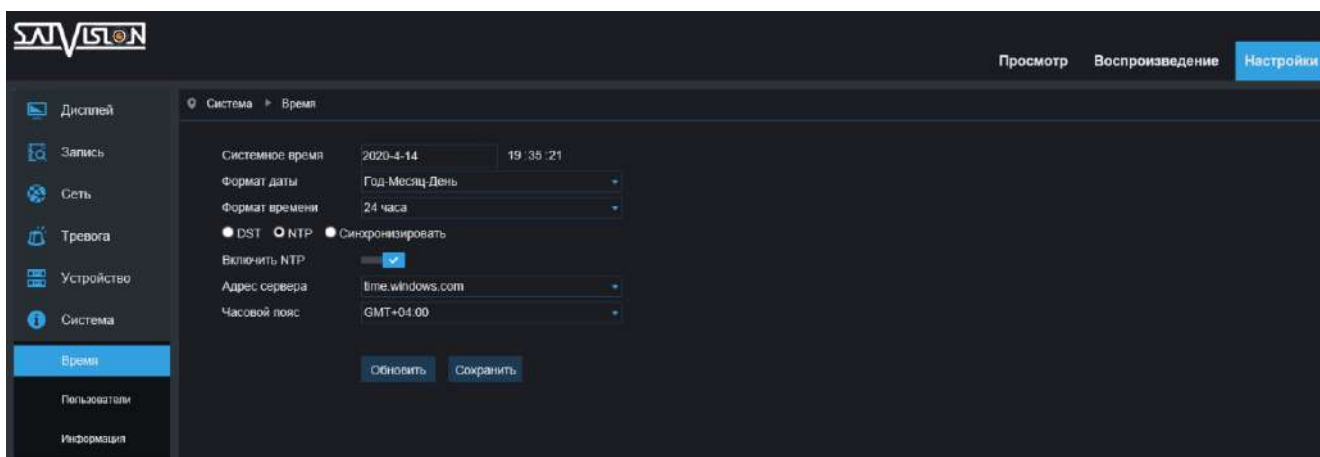 SATVISION
Просмотр Воспроизведение Настройки
Дисплей
Запись
Сеть
Тревога
Устройство
Система
Время
Пользователи
Информация
Система Время
Системное время 2020-4-14 19:35:21
Формат даты Год-Месяц-День
Формат времени 24 часа
DST NTP Синхронизировать
Включить NTP
Адрес сервера time.windows.com
Часовой пояс GMT+04:00
Обновить Сохранить